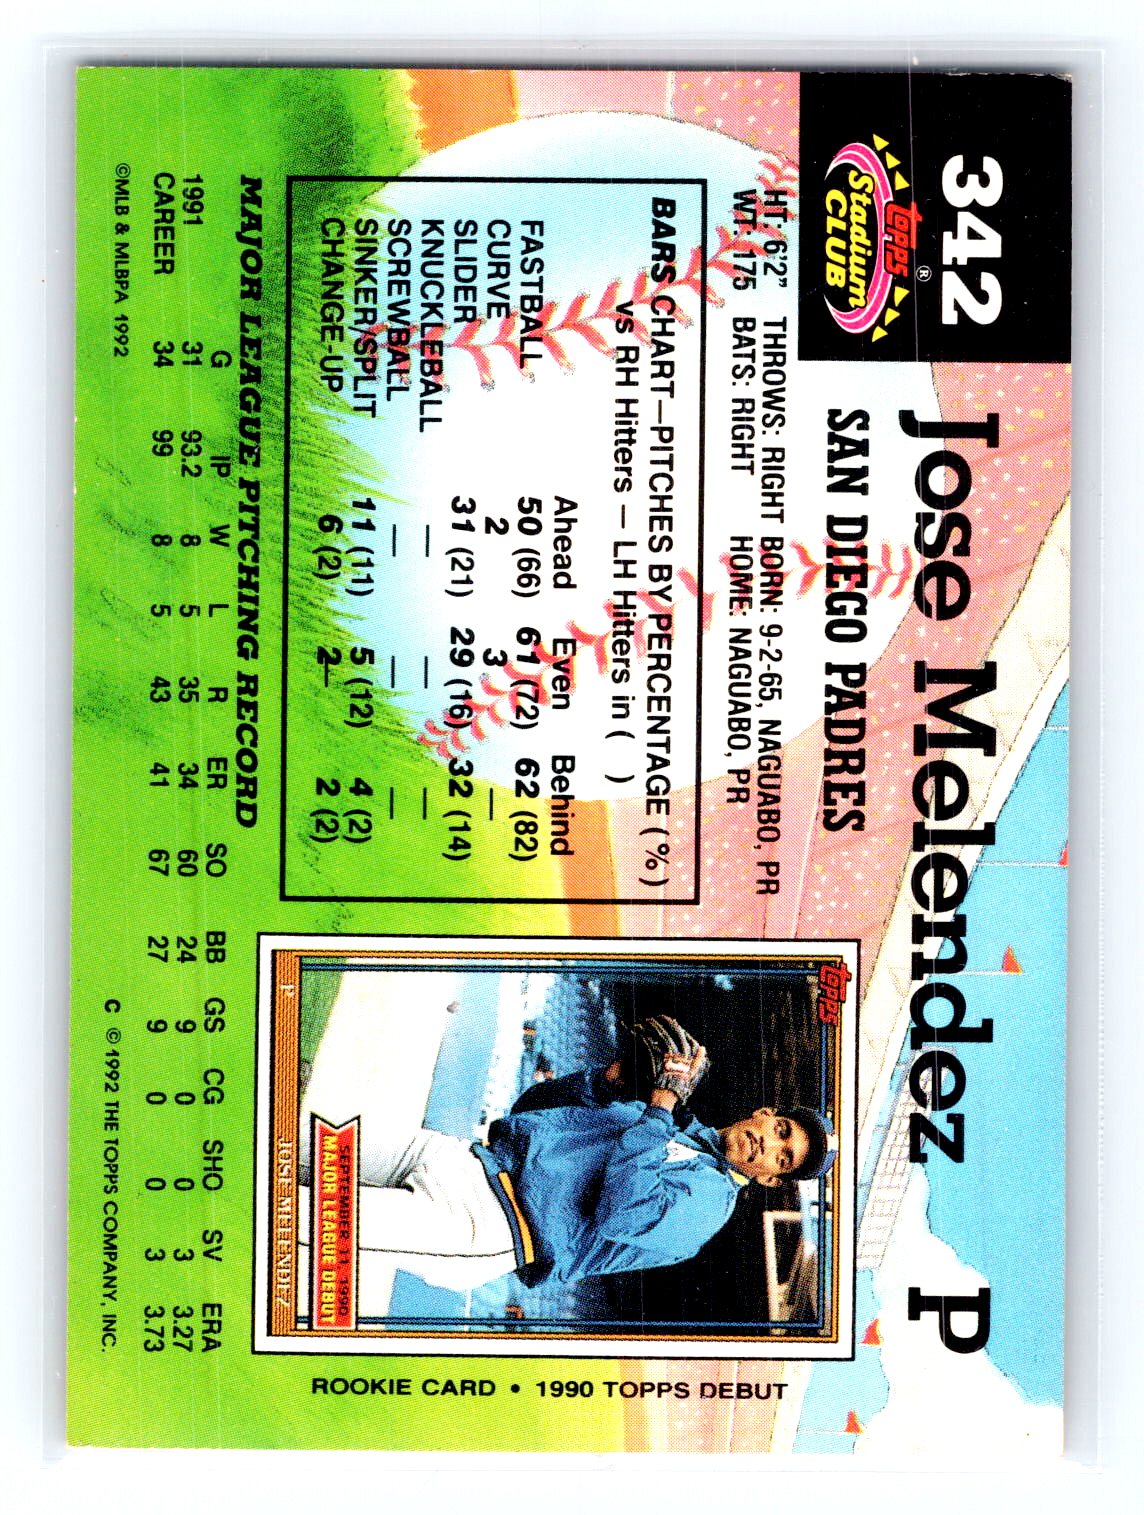 342
Jose Melendez P
topps®
Stadium
CLUB
SAN DIEGO PADRES
HT: 6'2" THROWS: RIGHT BORN: 9-2-65, NAGUABO, PR
WT: 175 BATS: RIGHT HOME: NAGUABO, PR
BARS CHART—PITCHES BY PERCENTAGE (%)
vs RH Hitters — LH Hitters in ( )
Ahead Even Behind
FASTBALL 50 (66) 61 (72) 62 (82)
CURVE 2 3 —
SLIDER 31 (21) 29 (16) 32 (14)
KNUCKLEBALL — — —
SCREWBALL — — —
SINKER/SPLIT 11 (11) 5 (12) 4 (2)
CHANGE-UP 6 (2) 2— 2 (2)
topps
SEPTEMBER 11, 1990
MAJOR LEAGUE DEBUT
P JOSE MELENDEZ
ROOKIE CARD • 1990 TOPPS DEBUT
MAJOR LEAGUE PITCHING RECORD
G IP W L R ER SO BB GS CG SHO SV ERA
1991 31 93.2 8 5 35 34 60 24 9 0 0 3 3.27
CAREER 34 99 8 5 43 41 67 27 9 0 0 3 3.73
©MLB & MLBPA 1992 C ©1992 THE TOPPS COMPANY, INC.